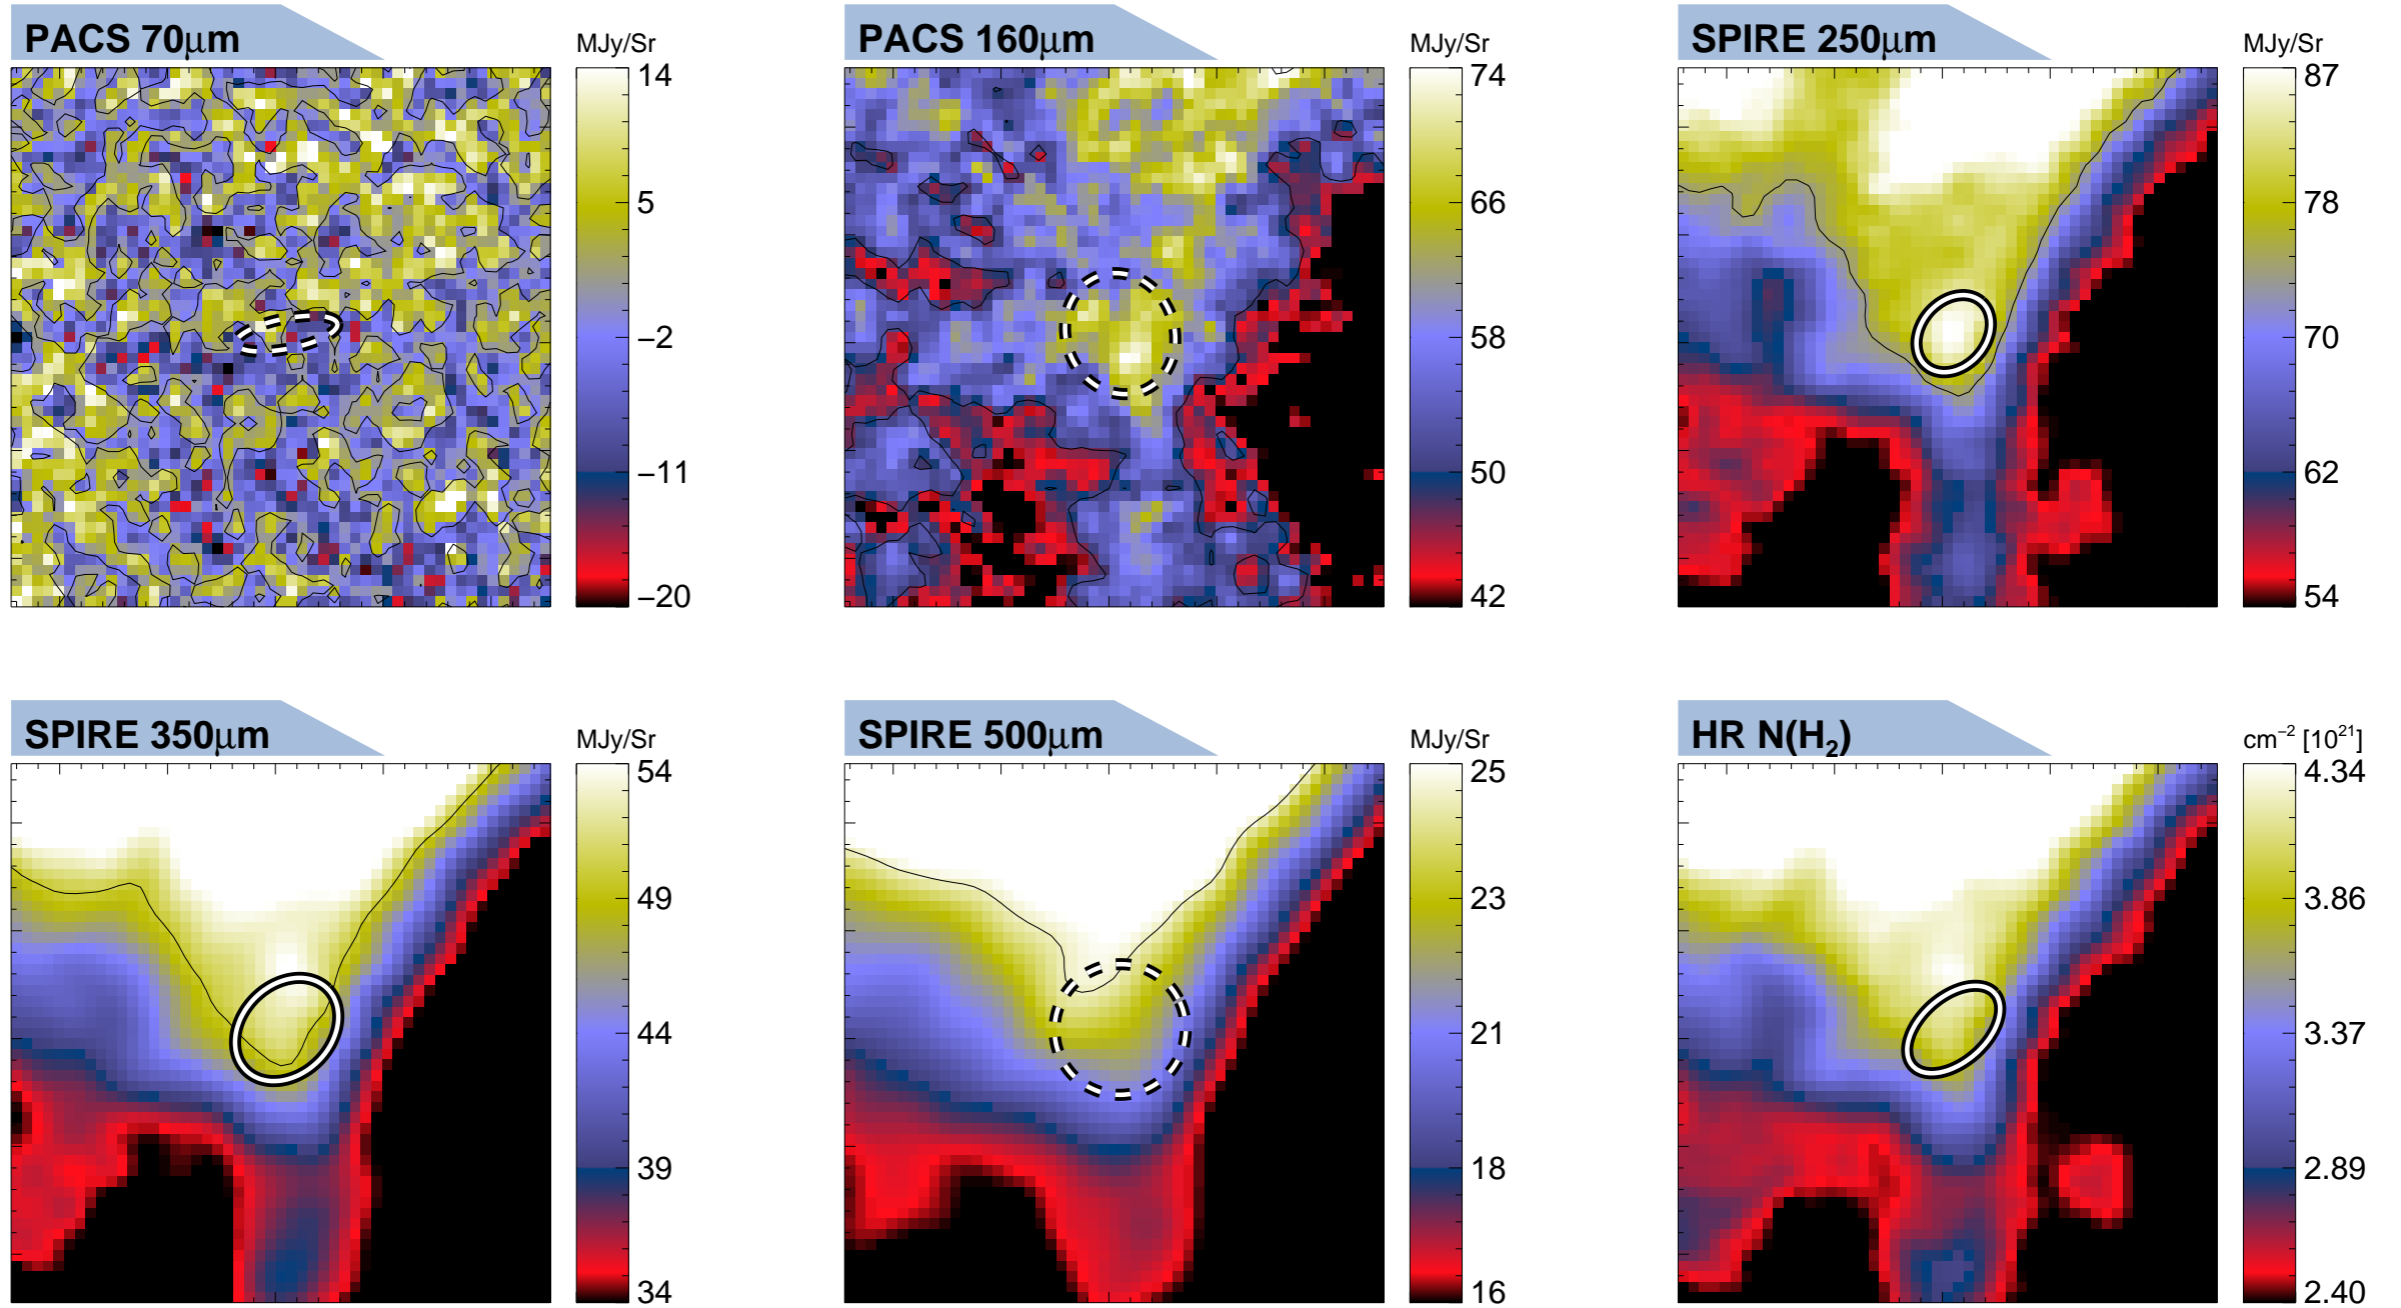 PACS 70μm
MJy/Sr
14
5
−2
−11
−20
PACS 160μm
MJy/Sr
74
66
58
50
42
SPIRE 250μm
MJy/Sr
87
78
70
62
54
SPIRE 350μm
MJy/Sr
54
49
44
39
34
SPIRE 500μm
MJy/Sr
25
23
21
18
16
HR N(H₂)
cm⁻² [10²¹]
4.34
3.86
3.37
2.89
2.40